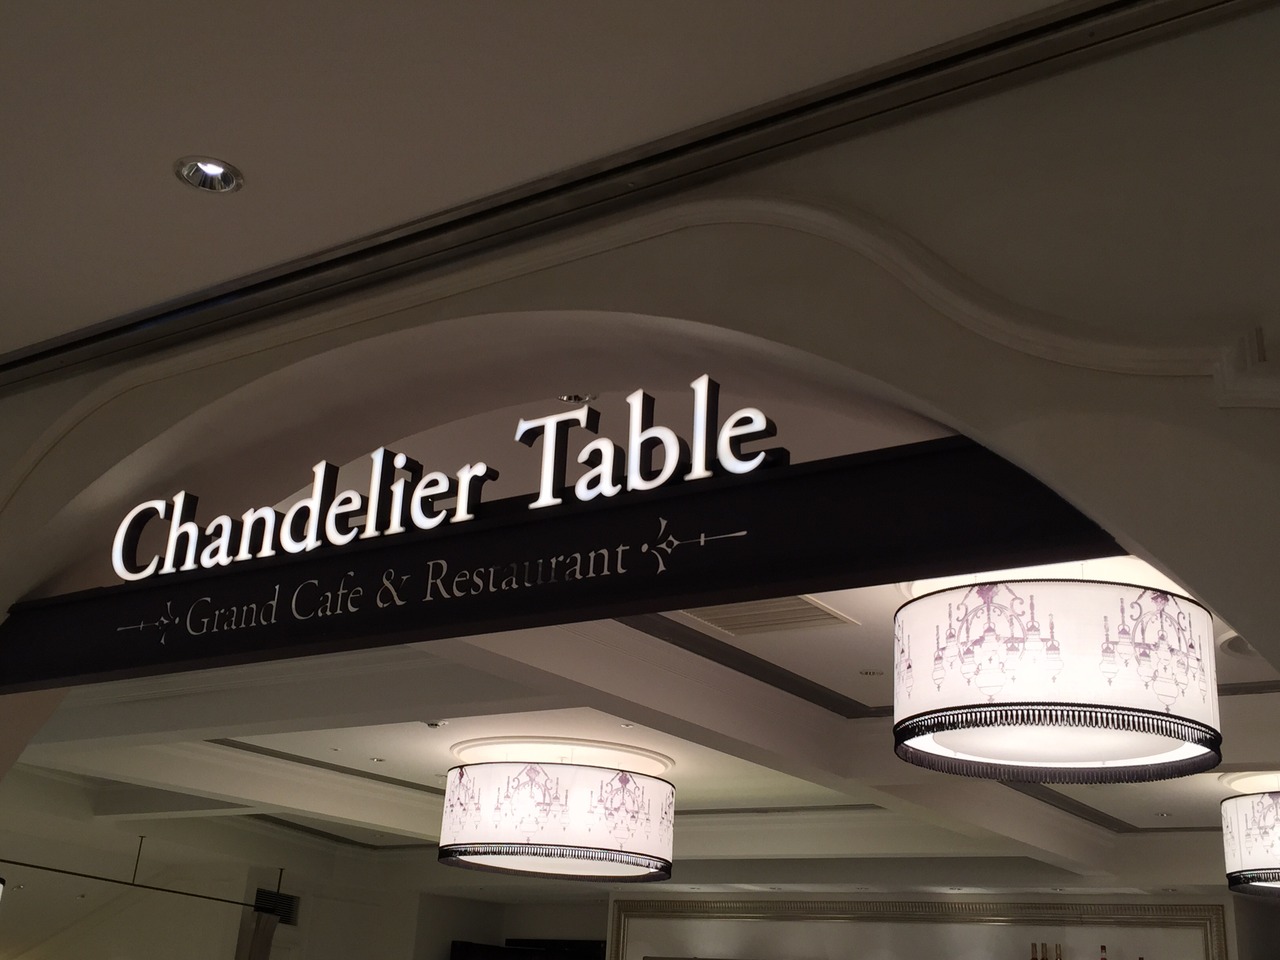 Chandelier Table
Grand Cafe & Restaurant